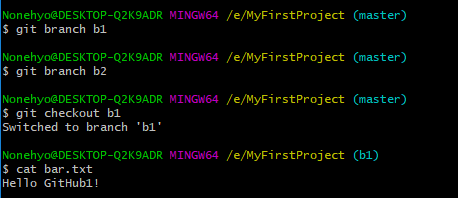 Nonehyo@DESKTOP-Q2K9ADR MINGW64 /e/MyFirstProject (master)
$ git branch b1
Nonehyo@DESKTOP-Q2K9ADR MINGW64 /e/MyFirstProject (master)
$ git branch b2
Nonehyo@DESKTOP-Q2K9ADR MINGW64 /e/MyFirstProject (master)
$ git checkout b1
Switched to branch 'b1'
Nonehyo@DESKTOP-Q2K9ADR MINGW64 /e/MyFirstProject (b1)
$ cat bar.txt
Hello GitHub1!